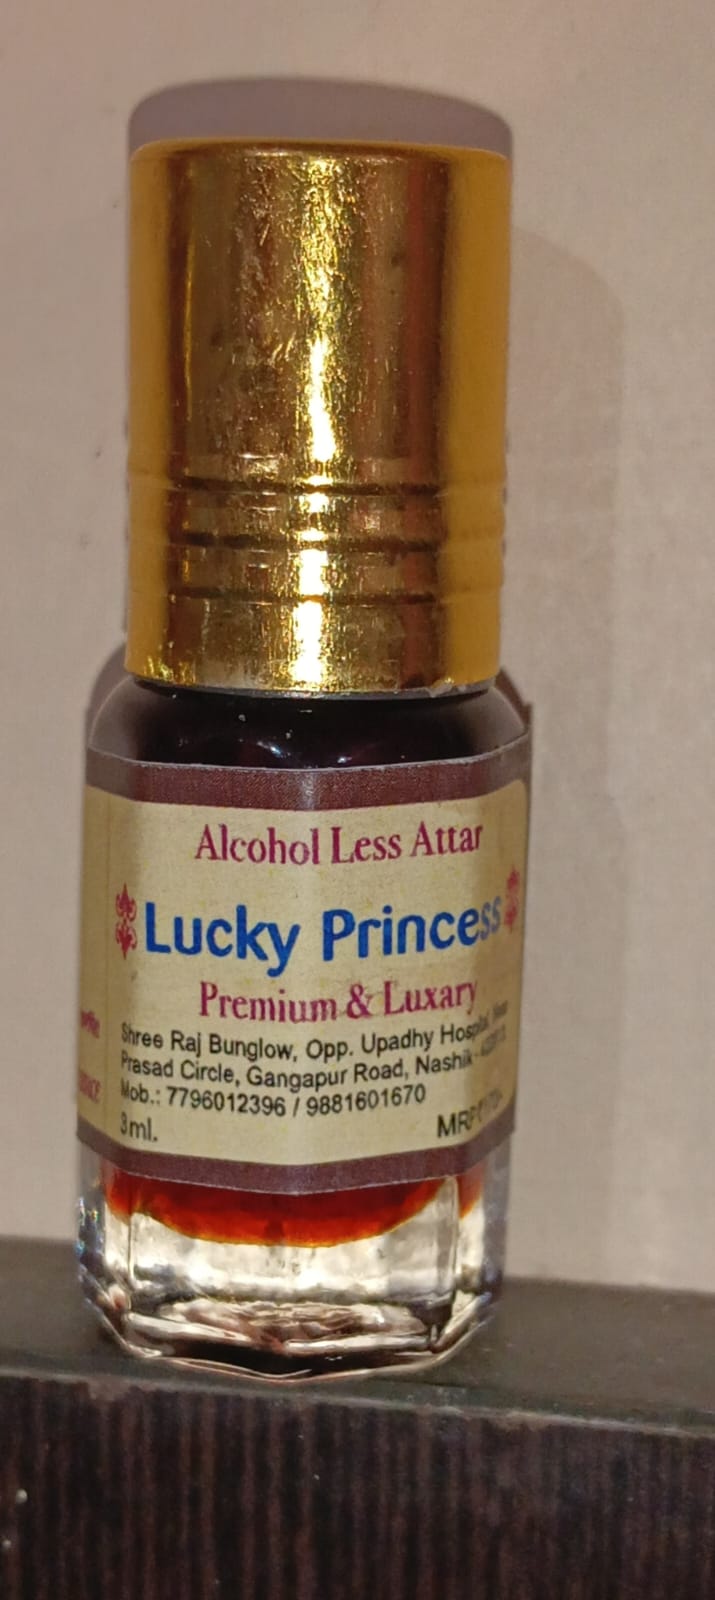 Alcohol Less Attar
Lucky Princess
Premium & Luxary
Shree Raj Bunglow, Opp. Upadhy Hospital,
Prasad Circle, Gangapur Road, Nashik-
Mob.: 7796012396 / 9881601670
3ml.
MRP